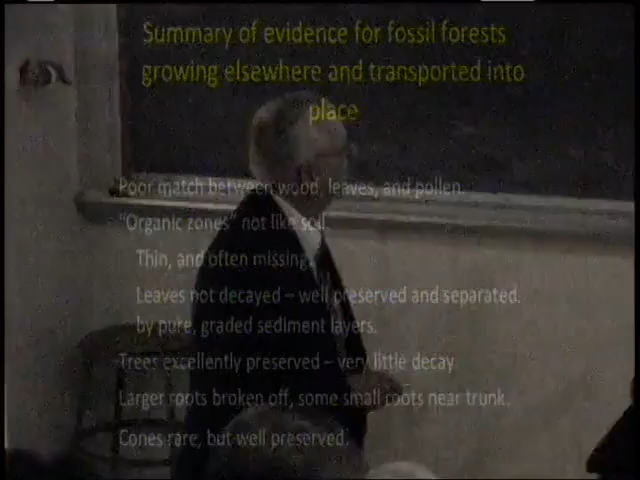 Summary of evidence for fossil forests
growing elsewhere and transported into
place
Poor match between wood, leaves, and pollen.
"Organic zones" not like soil.
Thin, and often missing.
Leaves not decayed – well preserved and separated.
by pure, graded sediment layers.
Trees excellently preserved – very little decay
Larger roots broken off, some small roots near trunk.
Cones rare, but well preserved.